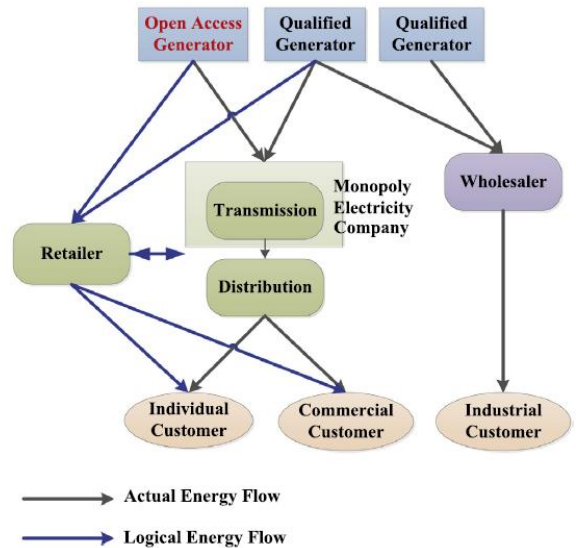 Open Access
Generator
Qualified
Generator
Qualified
Generator
Monopoly
Electricity
Company
Transmission
Wholesaler
Retailer
Distribution
Individual
Customer
Commercial
Customer
Industrial
Customer
Actual Energy Flow
Logical Energy Flow